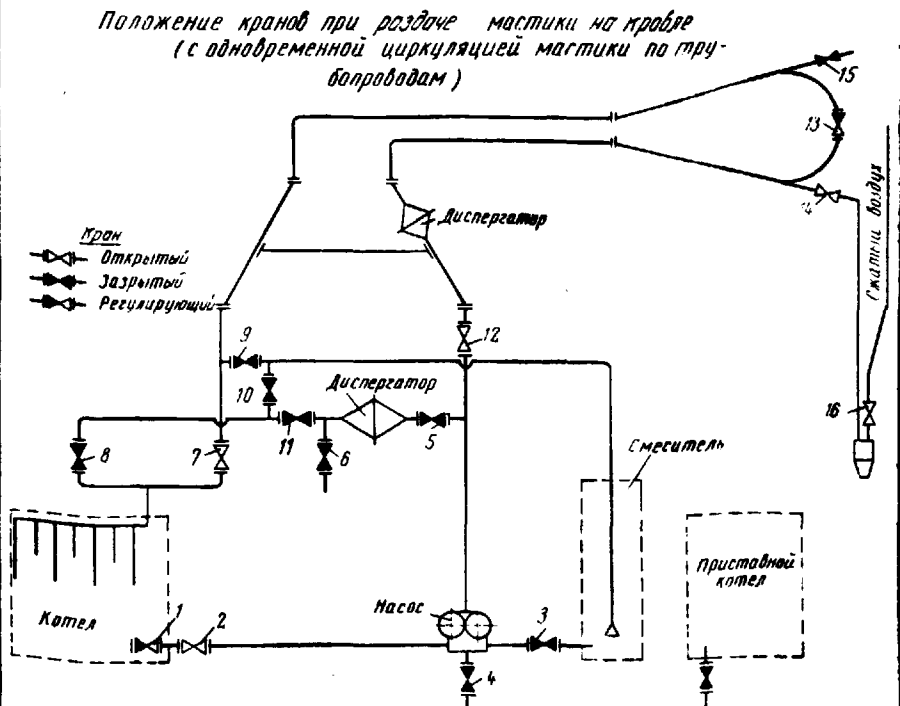 Положение кранов при раздаче мастики на кровле
(с одновременной циркуляцией мастики по тру-
бопроводам)
15
13
14
Сжатый воздух
Диспергатор
Кран
Открытый
Зазрытый
Регулирующий
12
9
10
Диспергатор
11
5
6
7
8
16
Смеситель
Приставной
котел
Насос
Котел
1
2
3
4